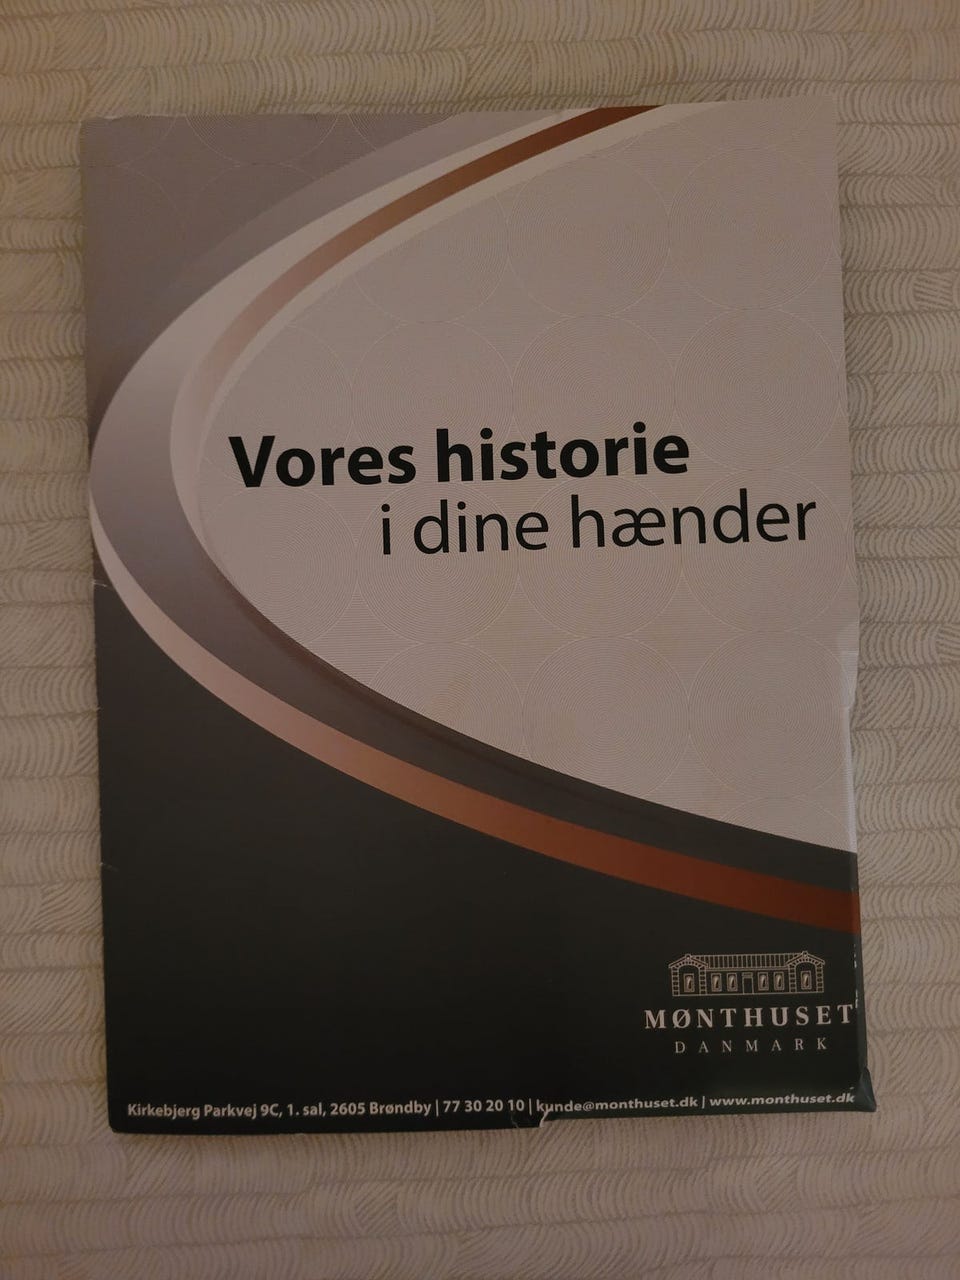 Vores historie
i dine hænder
MØNTHUSET
DANMARK
Kirkebjerg Parkvej 9C, 1. sal, 2605 Brøndby | 77 30 20 10 | kunde@monthuset.dk | www.monthuset.dk